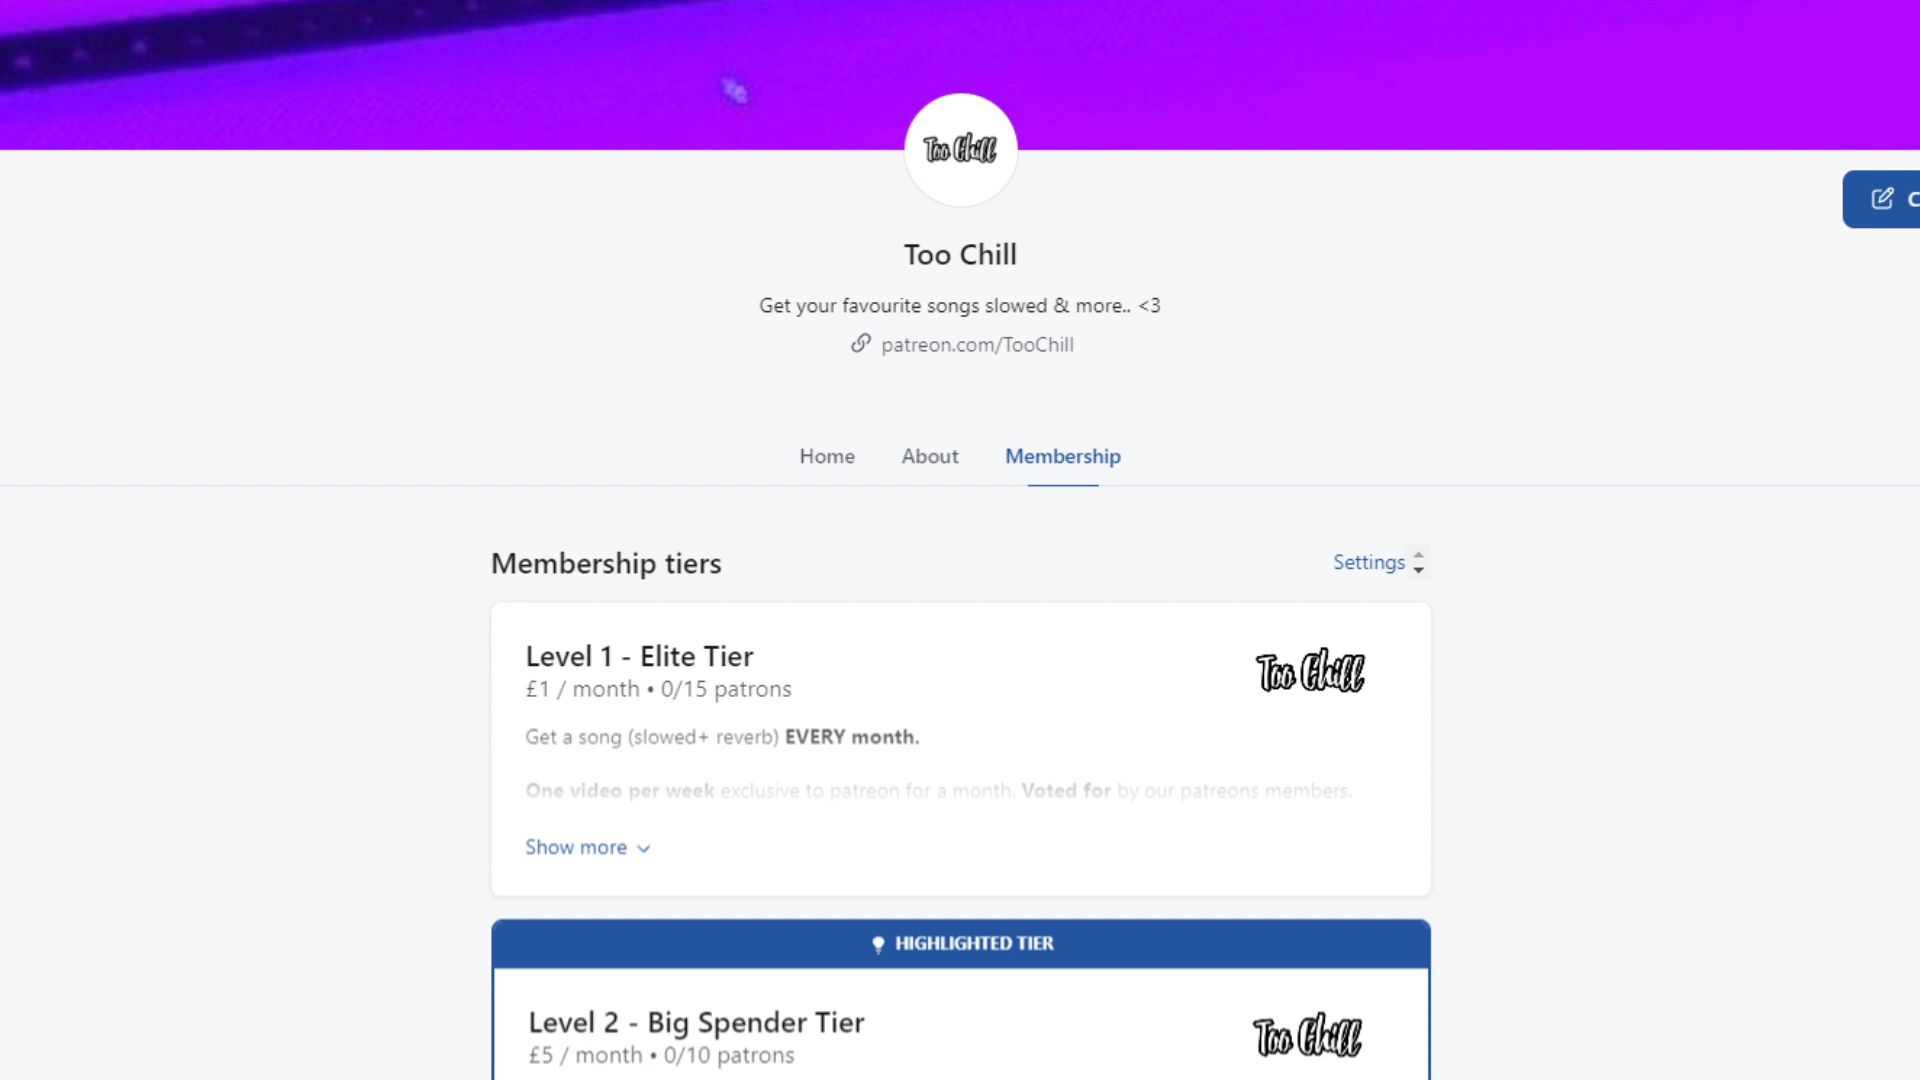 Too Chill
C
Too Chill
Get your favourite songs slowed & more.. <3
patreon.com/TooChill
Home About Membership
Membership tiers
Settings
Level 1 - Elite Tier
Too Chill
£1 / month • 0/15 patrons
Get a song (slowed+ reverb) EVERY month.
One video per week exclusive to patreon for a month. Voted for by our patreons members.
Show more
HIGHLIGHTED TIER
Level 2 - Big Spender Tier
Too Chill
£5 / month • 0/10 patrons